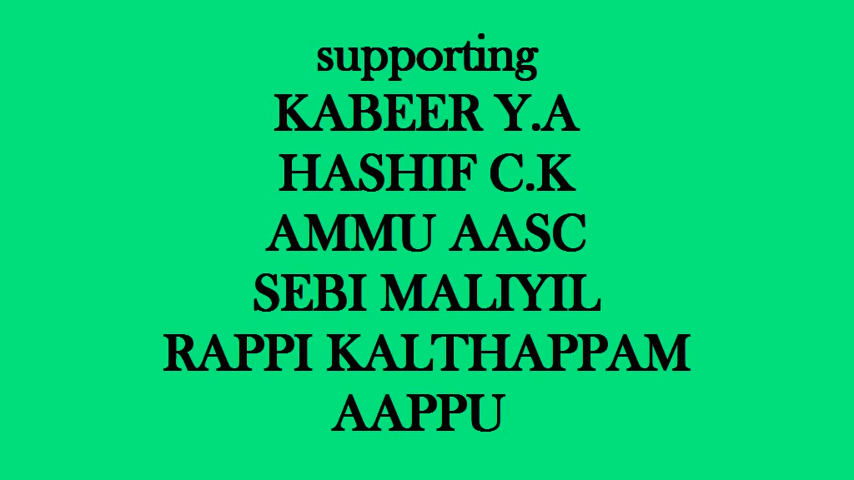 supporting
KABEER Y.A
HASHIF C.K
AMMU AASC
SEBI MALIYIL
RAPPI KALTHAPPAM
AAPPU